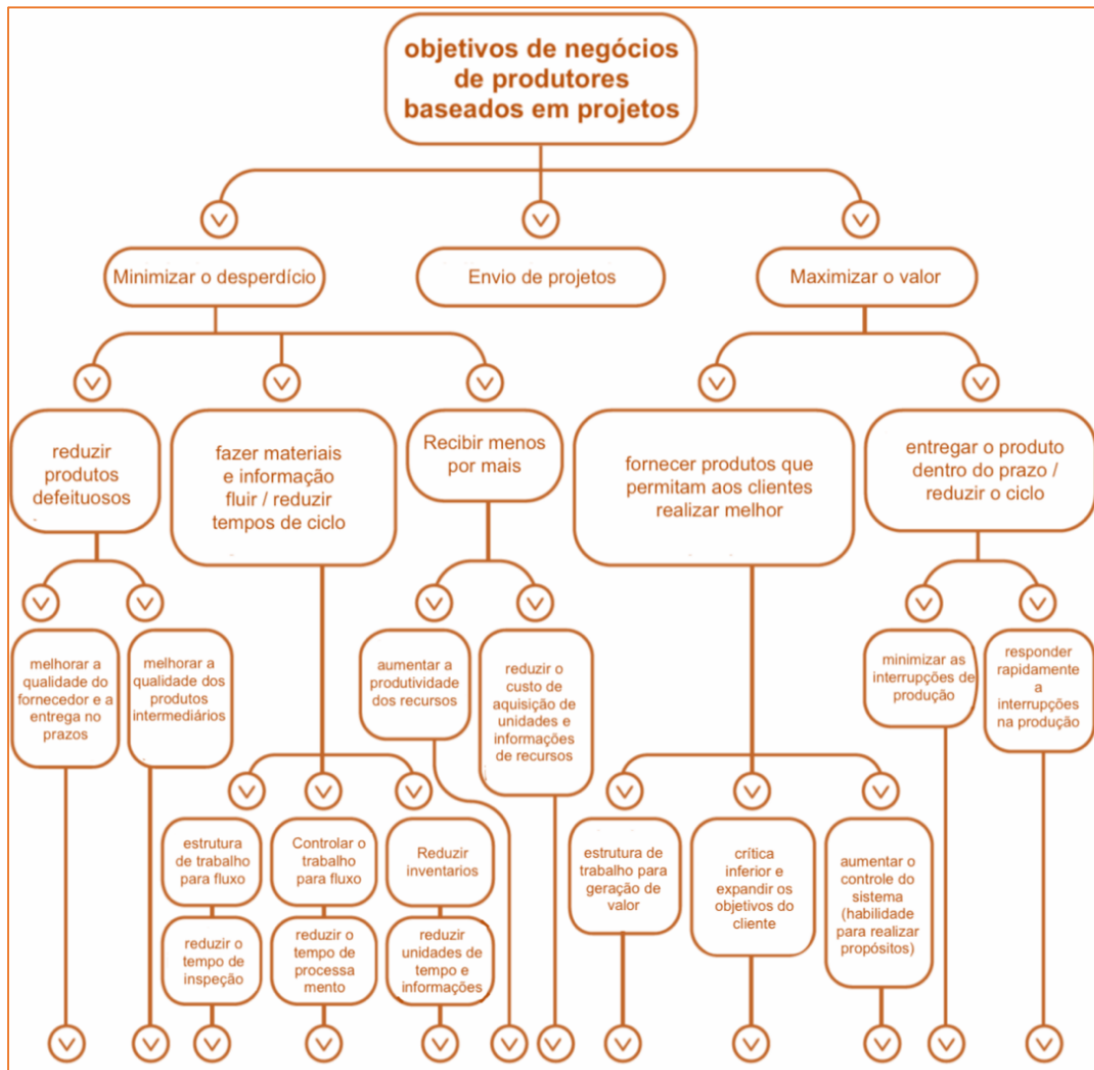 objetivos de negócios
de produtores
baseados em projetos
Minimizar o desperdício
Envio de projetos
Maximizar o valor
reduzir
produtos
defeituosos
fazer materiais
e informação
fluir / reduzir
tempos de ciclo
Recibir menos
por mais
fornecer produtos que
permitam aos clientes
realizar melhor
entregar o produto
dentro do prazo /
reduzir o ciclo
melhorar a
qualidade do
fornecedor e a
entrega no
prazos
melhorar a
qualidade dos
produtos
intermediários
aumentar a
produtividade
dos recursos
reduzir o
custo de
aquisição de
unidades e
informações
de recursos
minimizar as
interrupções de
produção
responder
rapidamente
a
interrupções
na produção
estrutura
de trabalho
para fluxo
Controlar o
trabalho
para fluxo
Reduzir
inventarios
estrutura de
trabalho para
geração de
valor
crítica
inferior e
expandir os
objetivos do
cliente
aumentar o
controle do
sistema
(habilidade
para realizar
propósitos)
reduzir o
tempo de
inspeção
reduzir o
tempo de
processa
mento
reduzir
unidades de
tempo e
informações